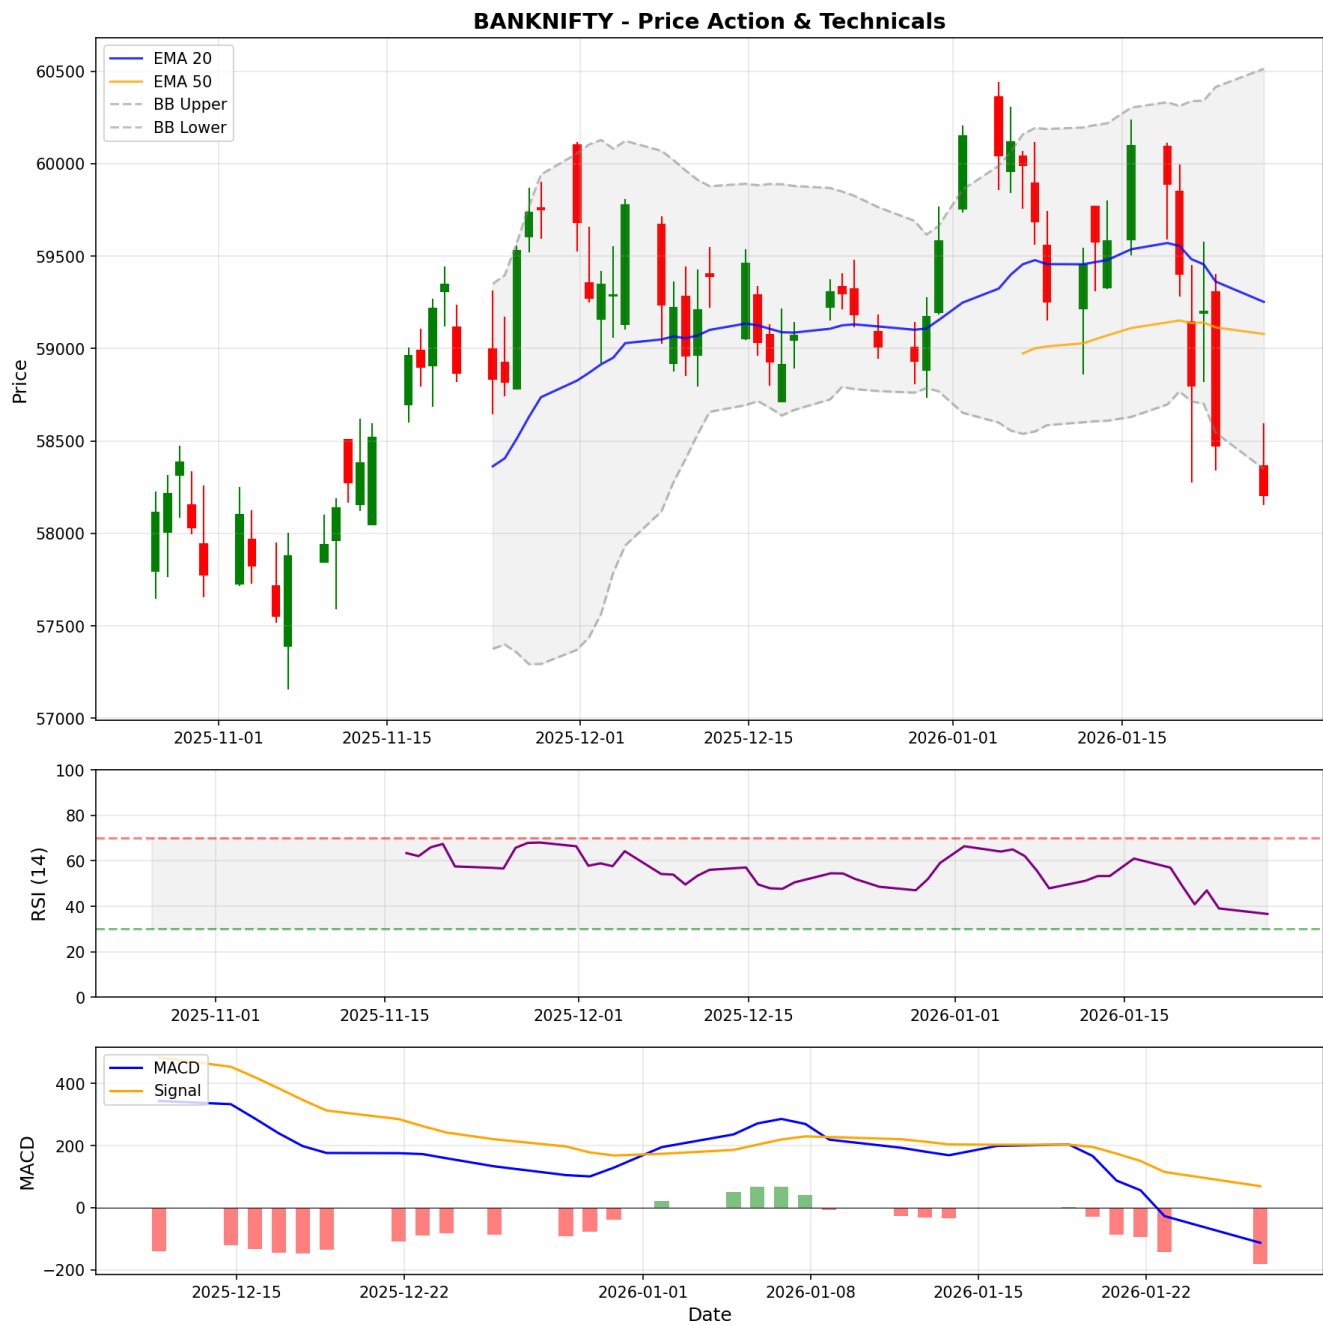 BANKNIFTY - Price Action & Technicals
EMA 20
EMA 50
BB Upper
BB Lower
60500
60000
59500
59000
58500
58000
57500
57000
Price
2025-11-01 2025-11-15 2025-12-01 2025-12-15 2026-01-01 2026-01-15
100
80
60
40
20
0
RSI (14)
2025-11-01 2025-11-15 2025-12-01 2025-12-15 2026-01-01 2026-01-15
MACD
Signal
400
200
0
−200
MACD
2025-12-15 2025-12-22 2026-01-01 2026-01-08 2026-01-15 2026-01-22
Date